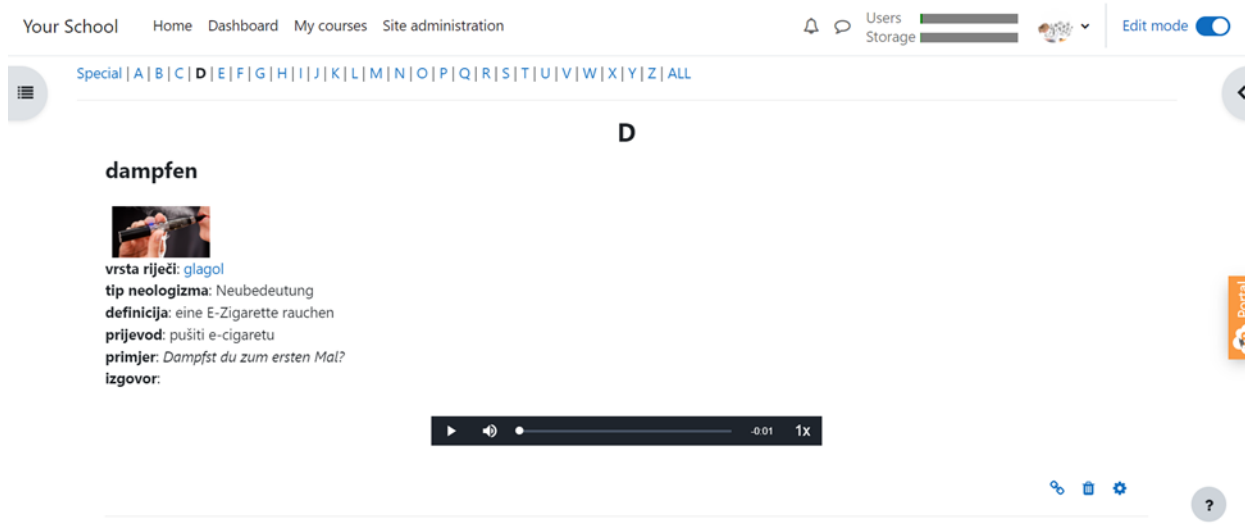 Your School Home Dashboard My courses Site administration Users Edit mode
Storage
Special | A | B | C | D | E | F | G | H | I | J | K | L | M | N | O | P | Q | R | S | T | U | V | W | X | Y | Z | ALL
D
dampfen
vrsta riječi: glagol
tip neologizma: Neubedeutung
definicija: eine E-Zigarette rauchen
prijevod: pušiti e-cigaretu
primjer: Dampfst du zum ersten Mal?
izgovor:
Portal
-0:01 1x
?